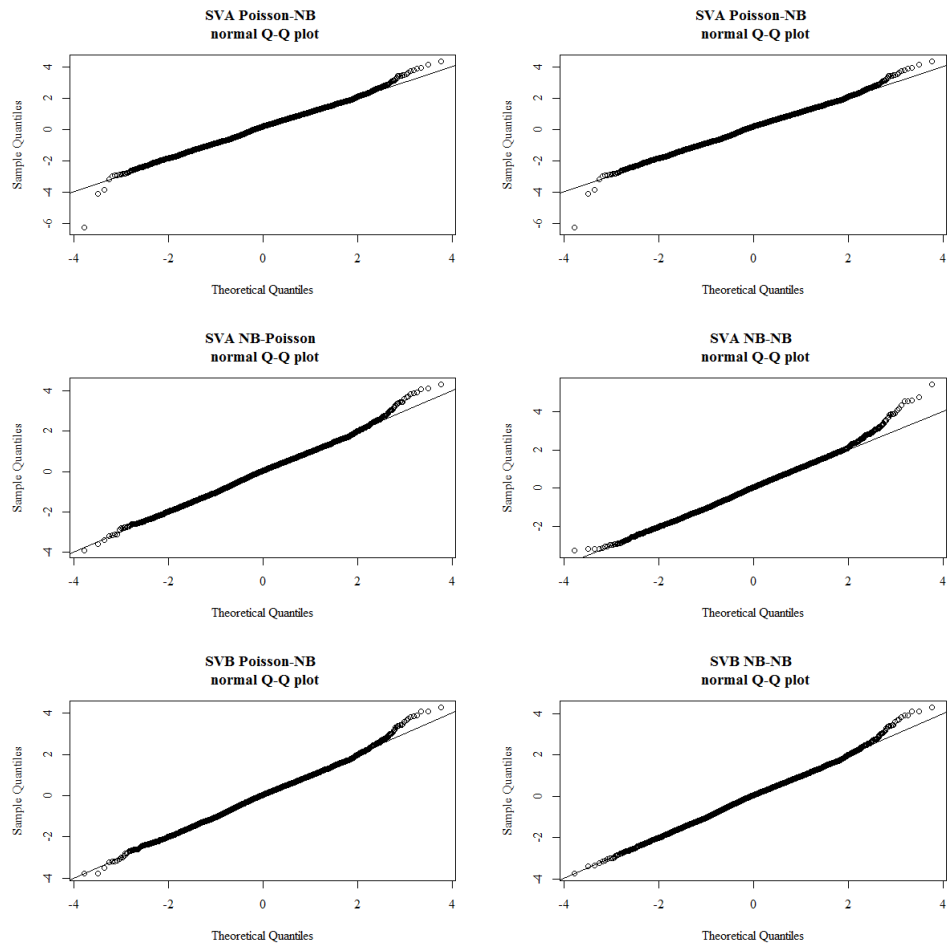 SVA Poisson-NB
normal Q-Q plot
Sample Quantiles
4
2
0
-2
-4
-6
-4
-2
0
2
4
Theoretical Quantiles
SVA Poisson-NB
normal Q-Q plot
Sample Quantiles
4
2
0
-2
-4
-6
-4
-2
0
2
4
Theoretical Quantiles
SVA NB-Poisson
normal Q-Q plot
Sample Quantiles
4
2
0
-2
-4
-4
-2
0
2
4
Theoretical Quantiles
SVA NB-NB
normal Q-Q plot
Sample Quantiles
4
2
0
-2
-4
-2
0
2
4
Theoretical Quantiles
SVB Poisson-NB
normal Q-Q plot
Sample Quantiles
4
2
0
-2
-4
-4
-2
0
2
4
Theoretical Quantiles
SVB NB-NB
normal Q-Q plot
Sample Quantiles
4
2
0
-2
-4
-4
-2
0
2
4
Theoretical Quantiles